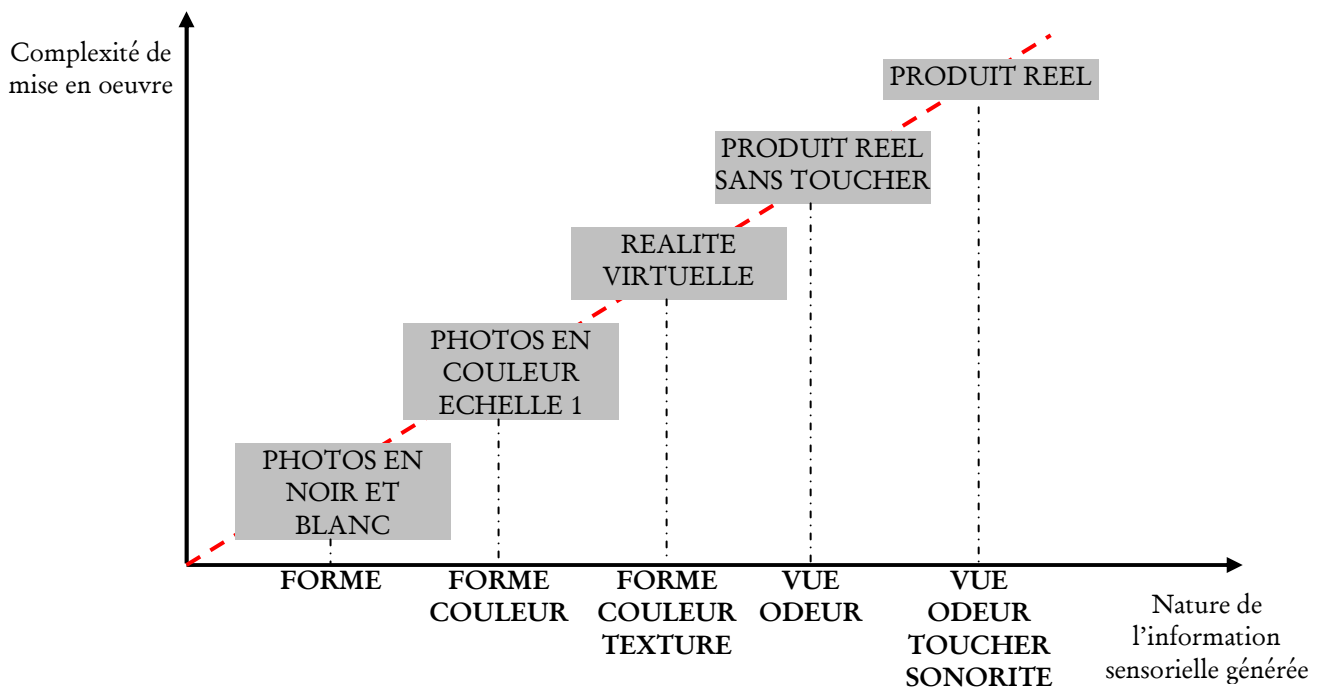 Complexité de
mise en oeuvre
PRODUIT REEL
PRODUIT REEL
SANS TOUCHER
REALITE
VIRTUELLE
PHOTOS EN
COULEUR
ECHELLE 1
PHOTOS EN
NOIR ET
BLANC
FORME
FORME
COULEUR
FORME
COULEUR
TEXTURE
VUE
ODEUR
VUE
ODEUR
TOUCHER
SONORITE
Nature de
l’information
sensorielle générée